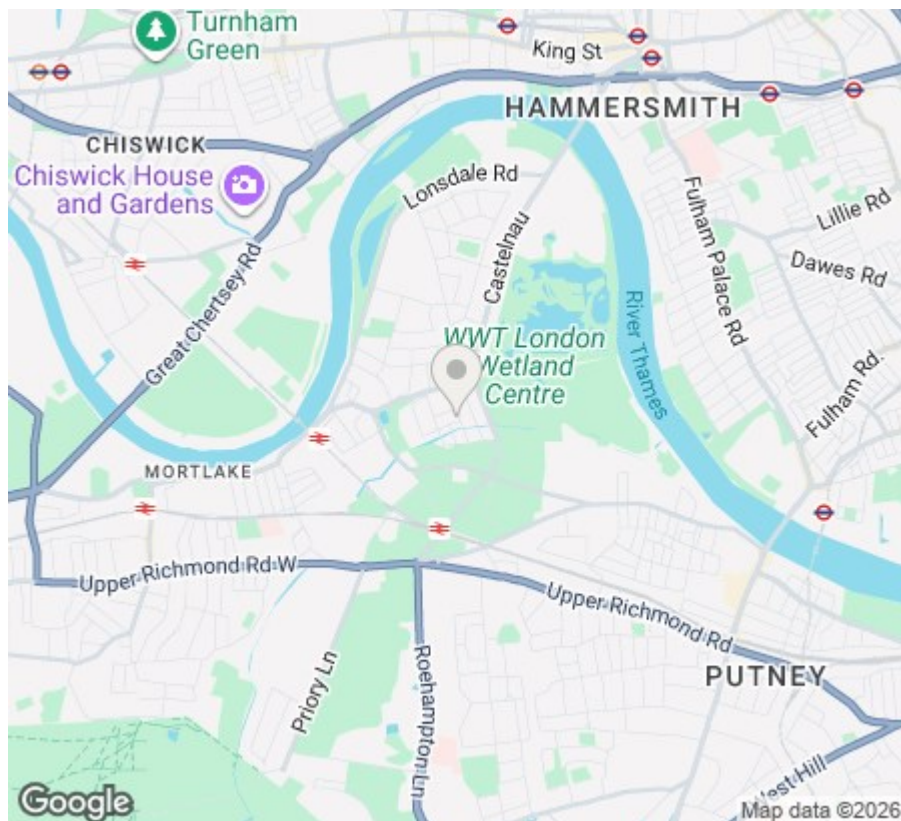 Turnham
Green
King St
HAMMERSMITH
CHISWICK
Chiswick House
and Gardens
Lonsdale Rd
Castelnau
Fulham Palace Rd
Lillie Rd
Dawes Rd
Great Chertsey Rd
River Thames
WWT London
Wetland
Centre
Fulham Rd.
MORTLAKE
Upper Richmond Rd W
Upper Richmond Rd
Priory Ln
Roehampton Ln
PUTNEY
West Hill
Google
Map data ©2026